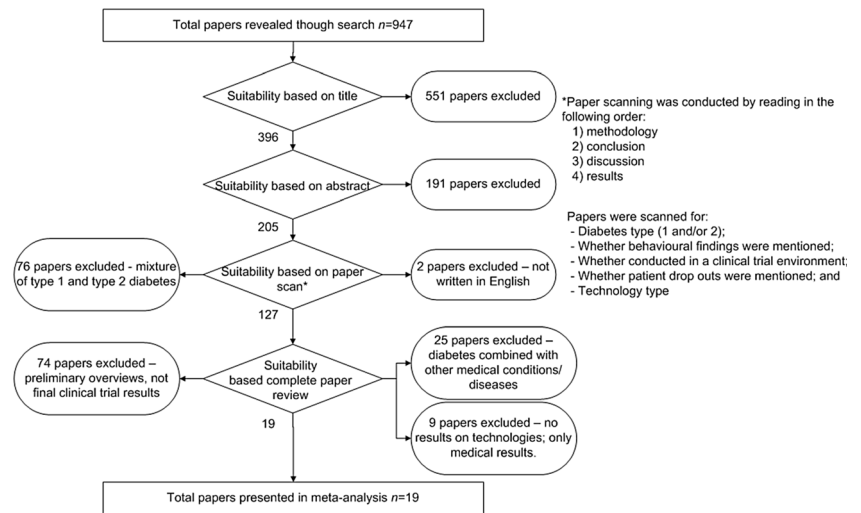 Total papers revealed though search n=947
Suitability based on title
551 papers excluded
396
Suitability based on abstract
191 papers excluded
205
76 papers excluded - mixture
of type 1 and type 2 diabetes
Suitability based on paper
scan*
2 papers excluded – not
written in English
127
74 papers excluded –
preliminary overviews, not
final clinical trial results
Suitability
based complete paper
review
25 papers excluded –
diabetes combined with
other medical conditions/
diseases
9 papers excluded – no
results on technologies; only
medical results.
19
Total papers presented in meta-analysis n=19
*Paper scanning was conducted by reading in the
following order:
1) methodology
2) conclusion
3) discussion
4) results
Papers were scanned for:
- Diabetes type (1 and/or 2);
- Whether behavioural findings were mentioned;
- Whether conducted in a clinical trial environment;
- Whether patient drop outs were mentioned; and
- Technology type